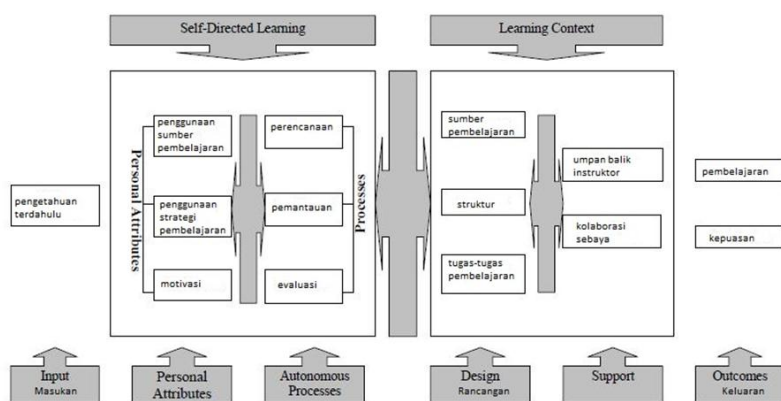 Self-Directed Learning
Learning Context
pengetahuan
terdahulu
Personal Attributes
penggunaan
sumber
pembelajaran
penggunaan
strategi
pembelajaran
motivasi
perencanaan
pemantauan
evaluasi
Processes
sumber
pembelajaran
struktur
tugas-tugas
pembelajaran
umpan balik
instruktor
kolaborasi
sebaya
pembelajaran
kepuasan
Input
Masukan
Personal
Attributes
Autonomous
Processes
Design
Rancangan
Support
Outcomes
Keluaran